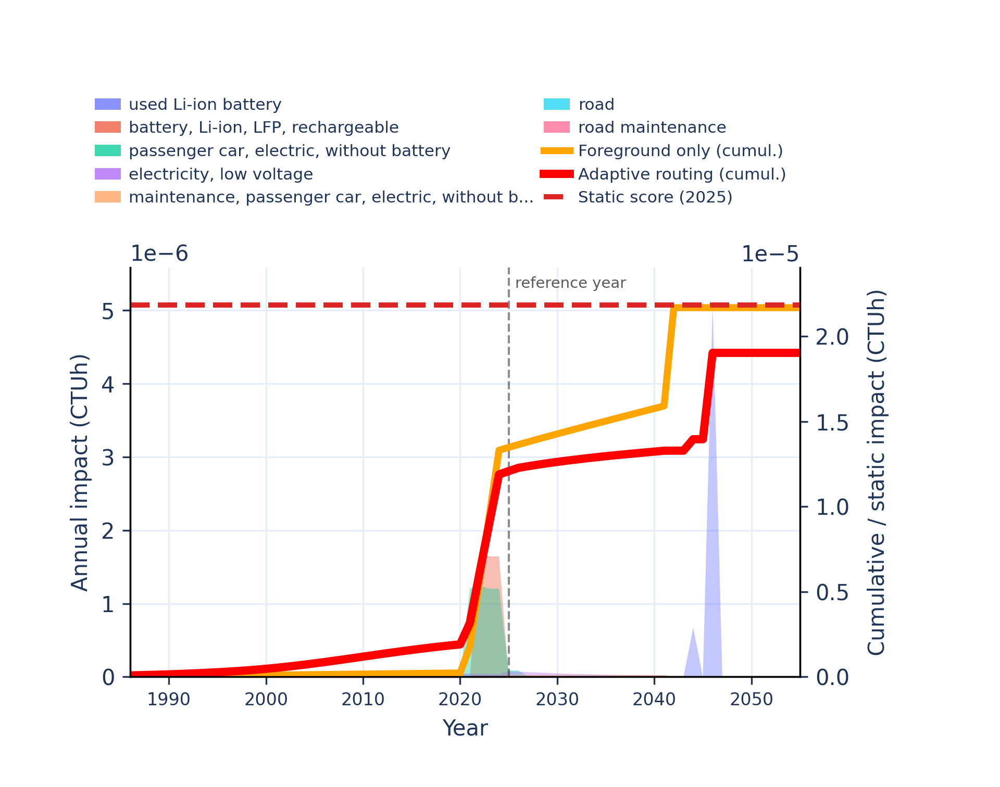 used Li-ion battery
battery, Li-ion, LFP, rechargeable
passenger car, electric, without battery
electricity, low voltage
maintenance, passenger car, electric, without b...
road
road maintenance
Foreground only (cumul.)
Adaptive routing (cumul.)
Static score (2025)
1e−6
1e−5
reference year
5
4
3
2
1
0
Annual impact (CTUh)
2.0
1.5
1.0
0.5
0.0
Cumulative / static impact (CTUh)
1990 2000 2010 2020 2030 2040 2050
Year